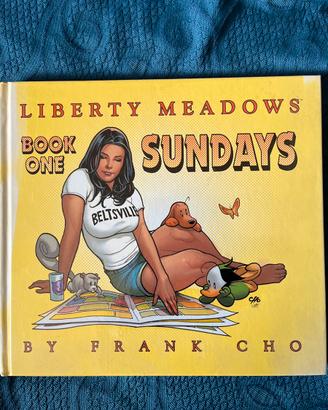 LIBERTY MEADOWS
BOOK
ONE
SUNDAYS
BELTSVILLE
BY FRANK CHO